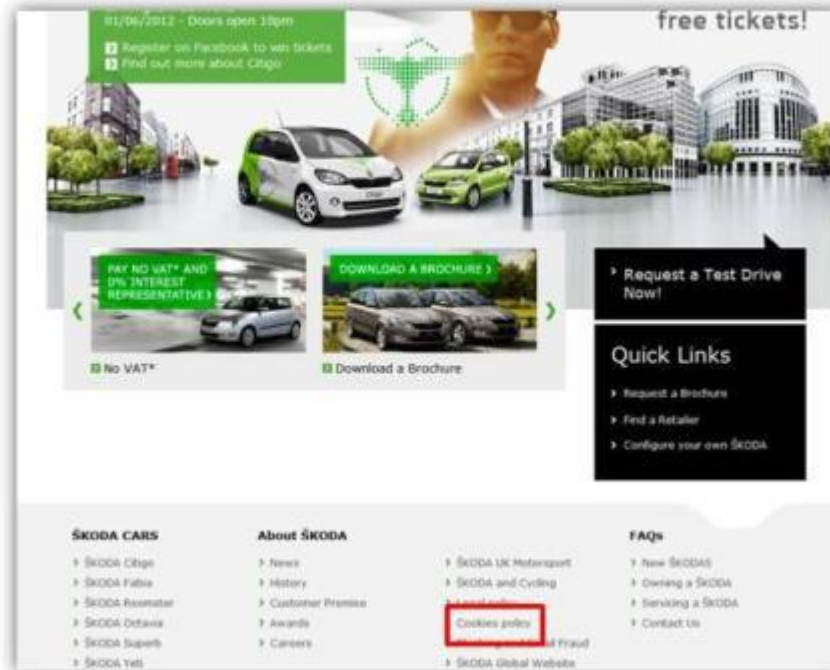 01/06/2012 - Doors open 10pm
Register on Facebook to win tickets
Find out more about Citigo
free tickets!
Citigo
PAY NO VAT* AND
0% INTEREST
REPRESENTATIVE
DOWNLOAD A BROCHURE
No VAT*
Download a Brochure
Request a Test Drive
Now!
Quick Links
Request a Brochure
Find a Retailer
Configure your own ŠKODA
ŠKODA CARS
ŠKODA Citigo
ŠKODA Fabia
ŠKODA Roomster
ŠKODA Octavia
ŠKODA Superb
ŠKODA Yeti
About ŠKODA
News
History
Customer Promise
Awards
Careers
ŠKODA UK Motorsport
ŠKODA and Cycling
Cookies policy
Fraud
ŠKODA Global Website
FAQs
New ŠKODAS
Owning a ŠKODA
Servicing a ŠKODA
Contact Us